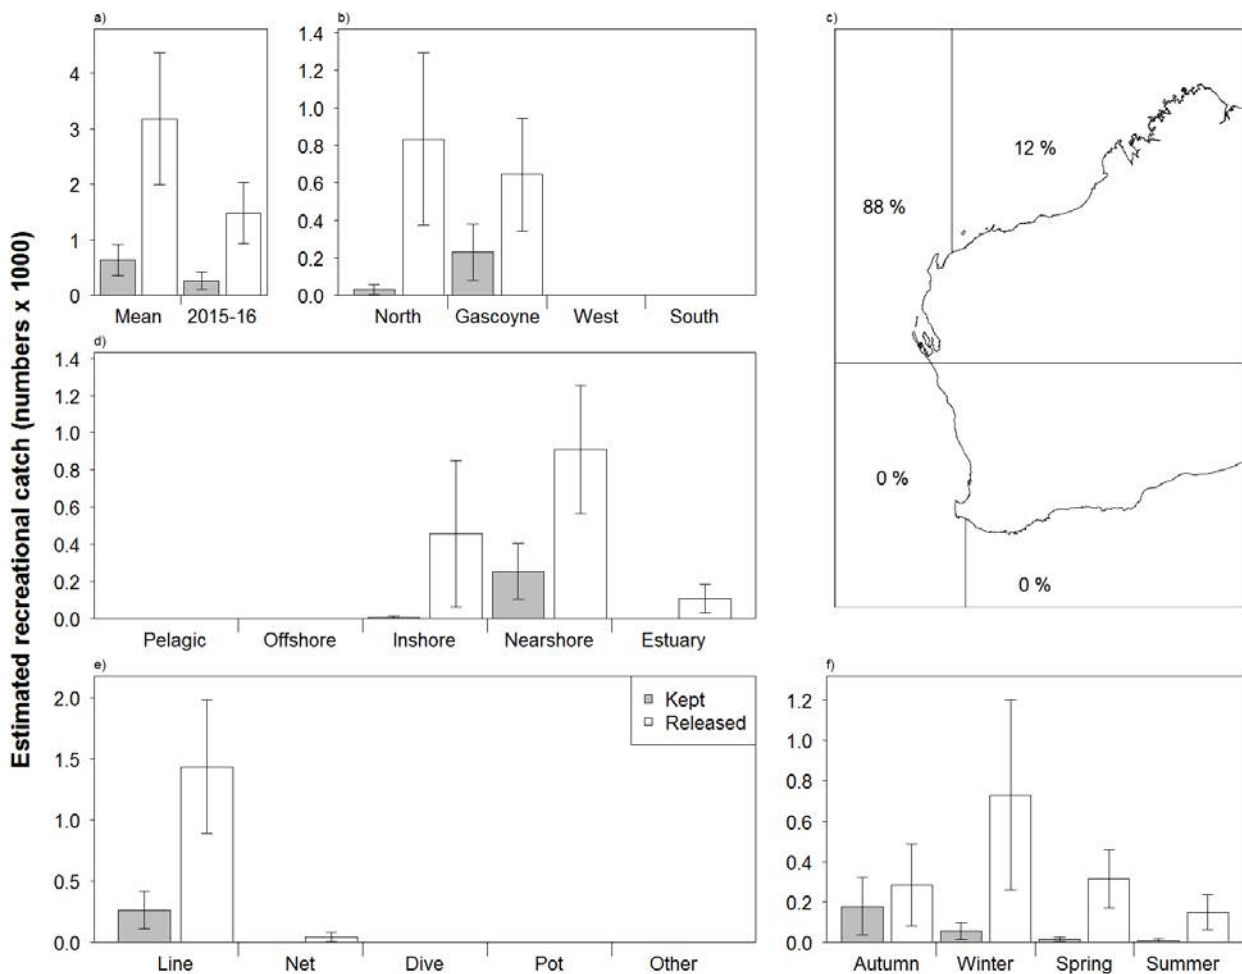 Estimated recreational catch (numbers x 1000)
a)
4
3
2
1
0
Mean 2015-16
b)
1.4
1.2
1.0
0.8
0.6
0.4
0.2
0.0
North Gascoyne West South
c)
12 %
88 %
0 %
0 %
d)
1.4
1.2
1.0
0.8
0.6
0.4
0.2
0.0
Pelagic Offshore Inshore Nearshore Estuary
e)
2.0
1.5
1.0
0.5
0.0
Kept
Released
Line Net Dive Pot Other
f)
1.2
1.0
0.8
0.6
0.4
0.2
0.0
Autumn Winter Spring Summer